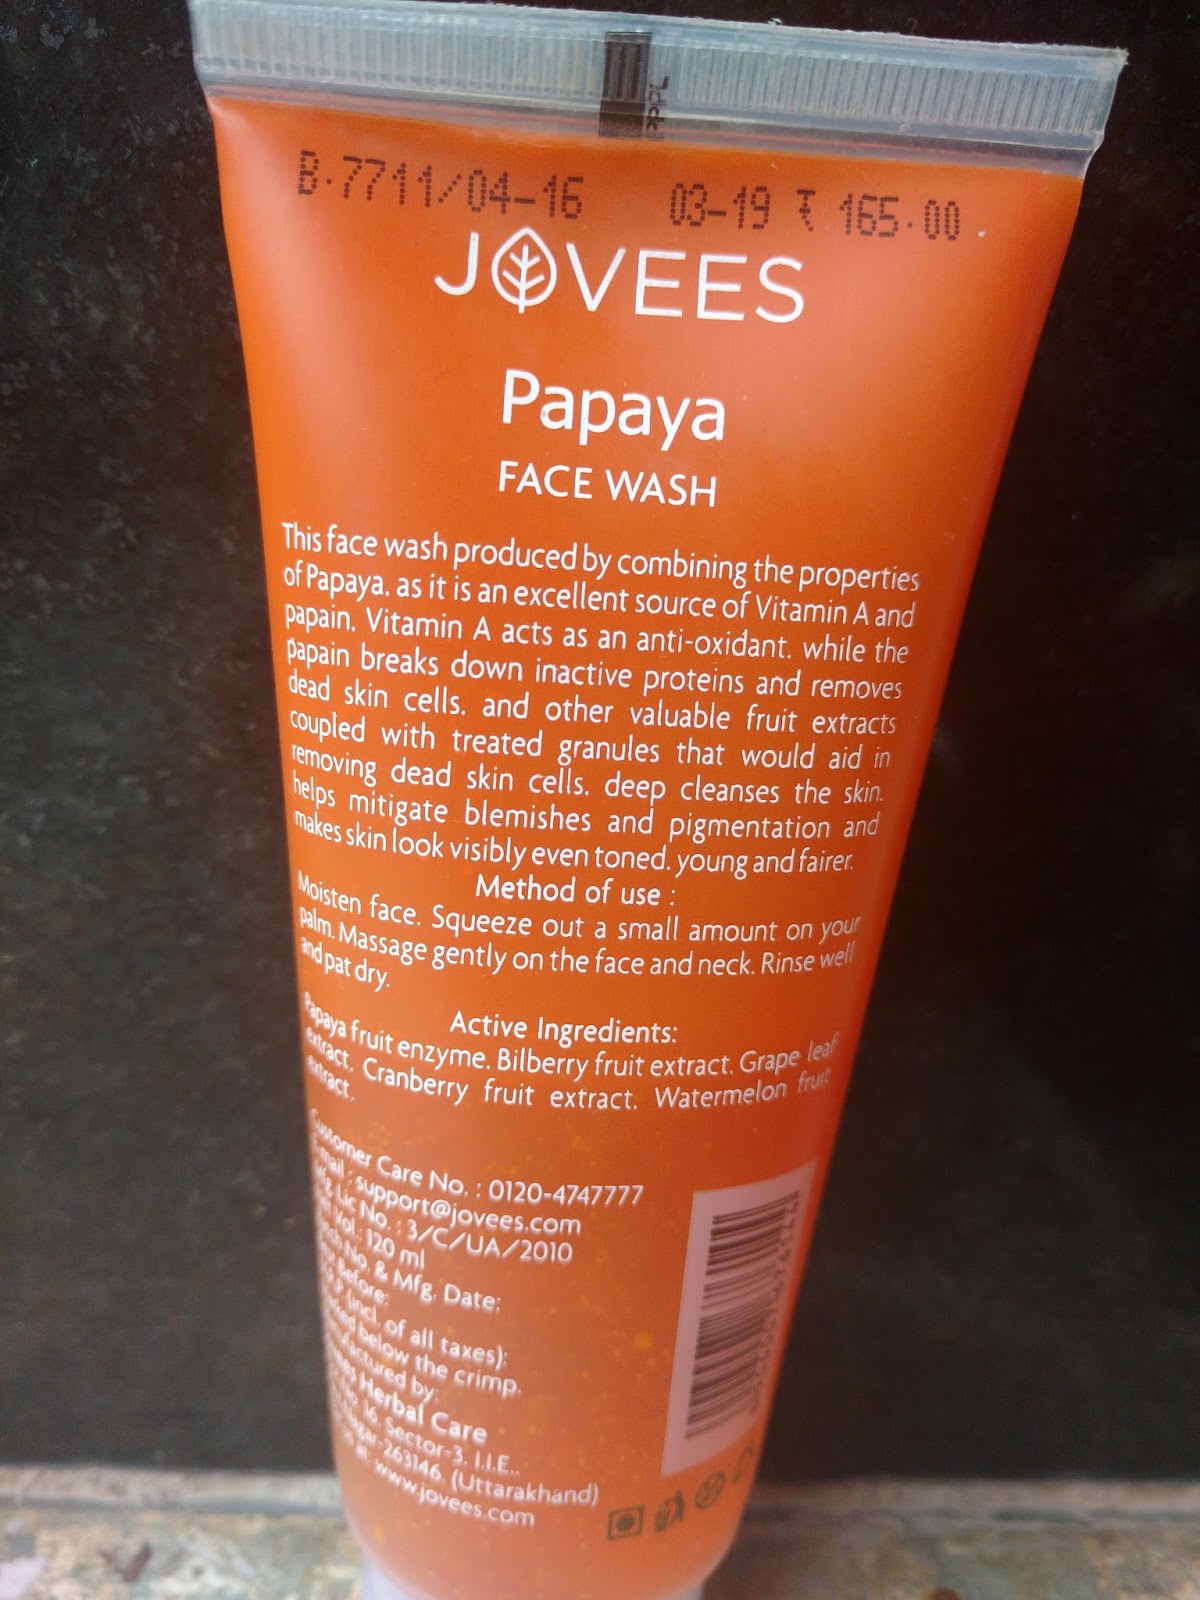 B.7711/04-16 03-19 ₹ 165.00
JOVEES
Papaya
FACE WASH
This face wash produced by combining the properties
of Papaya. as it is an excellent source of Vitamin A and
papain. Vitamin A acts as an anti-oxidant. while the
papain breaks down inactive proteins and removes
dead skin cells. and other valuable fruit extracts
coupled with treated granules that would aid in
removing dead skin cells. deep cleanses the skin.
helps mitigate blemishes and pigmentation and
makes skin look visibly even toned. young and fairer.
Method of use :
Moisten face. Squeeze out a small amount on your
palm. Massage gently on the face and neck. Rinse well
and pat dry.
Active Ingredients:
Papaya fruit enzyme. Bilberry fruit extract. Grape leaf
extract. Cranberry fruit extract. Watermelon fruit
extract.
Customer Care No. : 0120-4747777
Email : support@jovees.com
Lic No. : 3/C/UA/2010
Vol.: 120 ml
No. & Mfg. Date:
Before:
(incl. of all taxes):
below the crimp.
by:
Herbal Care
16, Sector-3, I.I.E.,
263146, (Uttarakhand)
at: www.jovees.com